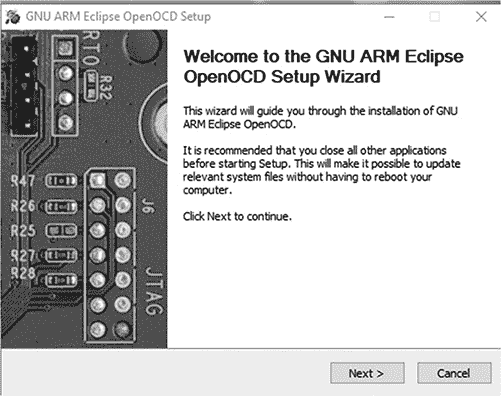 GNU ARM Eclipse OpenOCD Setup
Welcome to the GNU ARM Eclipse
OpenOCD Setup Wizard
This wizard will guide you through the installation of GNU
ARM Eclipse OpenOCD.
It is recommended that you close all other applications
before starting Setup. This will make it possible to update
relevant system files without having to reboot your
computer.
Click Next to continue.
RTO
R32
R47
R26
R25
R27
R28
J6
JTAG
Next >
Cancel